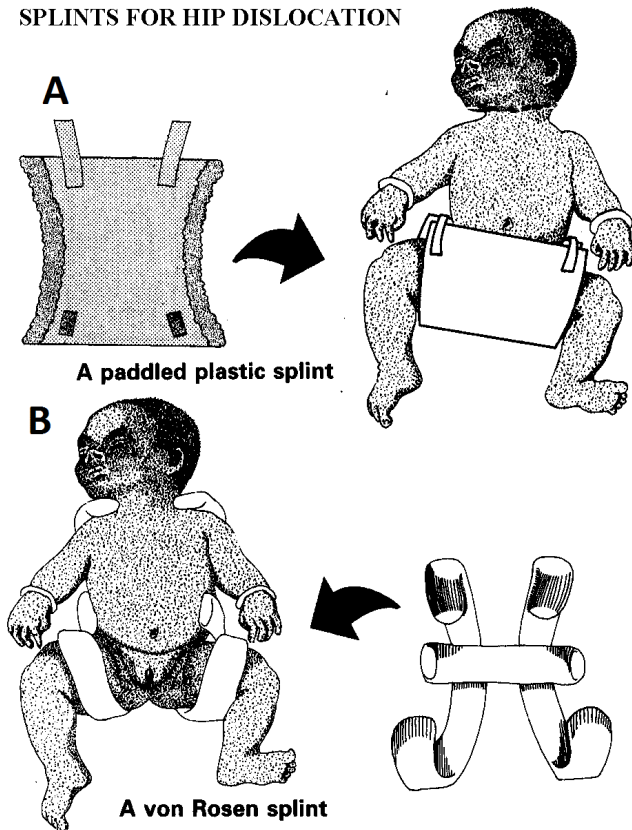 SPLINTS FOR HIP DISLOCATION
A
A paddled plastic splint
B
A von Rosen splint